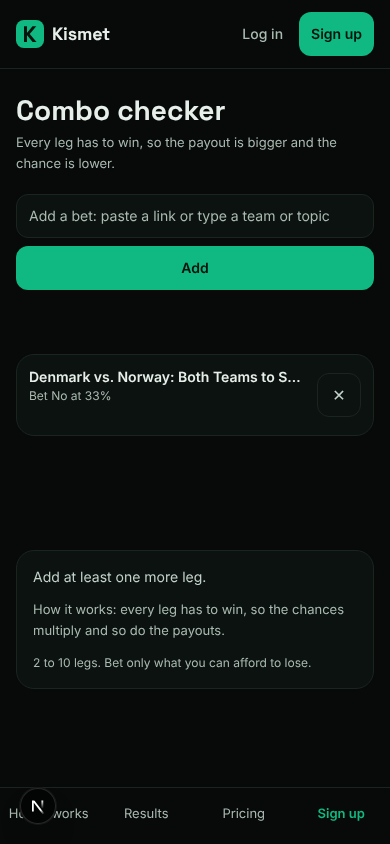 K Kismet
Log in
Sign up
Combo checker
Every leg has to win, so the payout is bigger and the
chance is lower.
Add a bet: paste a link or type a team or topic
Add
Denmark vs. Norway: Both Teams to S...
Bet No at 33%
✕
Add at least one more leg.
How it works: every leg has to win, so the chances
multiply and so do the payouts.
2 to 10 legs. Bet only what you can afford to lose.
N
works
Results
Pricing
Sign up